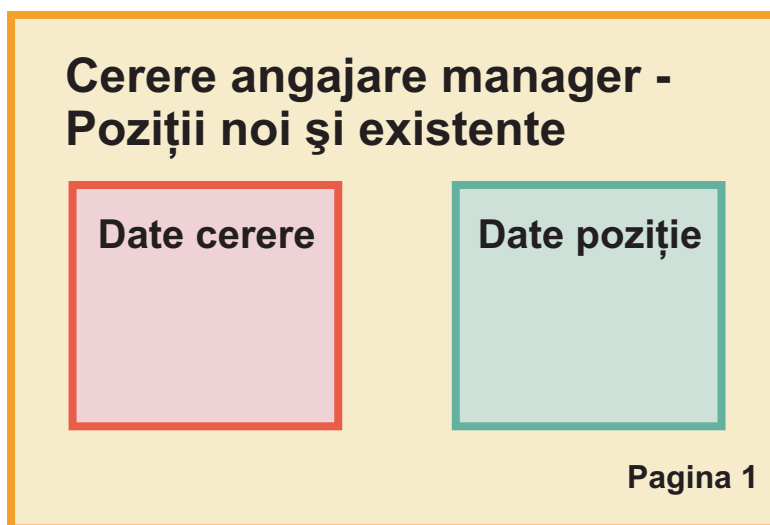 Cerere angajare manager -
Poziții noi şi existente
Date cerere
Date poziție
Pagina 1